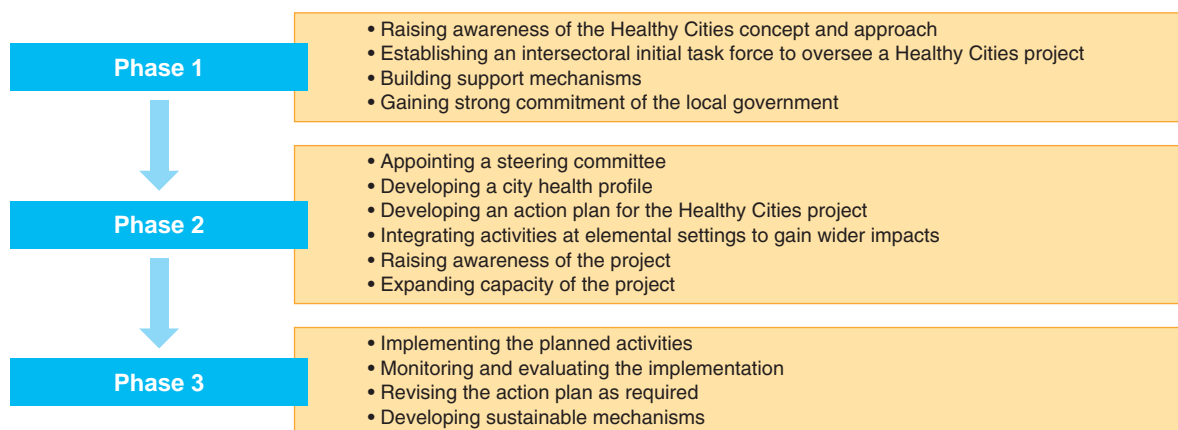 Phase 1
• Raising awareness of the Healthy Cities concept and approach
• Establishing an intersectoral initial task force to oversee a Healthy Cities project
• Building support mechanisms
• Gaining strong commitment of the local government
Phase 2
• Appointing a steering committee
• Developing a city health profile
• Developing an action plan for the Healthy Cities project
• Integrating activities at elemental settings to gain wider impacts
• Raising awareness of the project
• Expanding capacity of the project
Phase 3
• Implementing the planned activities
• Monitoring and evaluating the implementation
• Revising the action plan as required
• Developing sustainable mechanisms